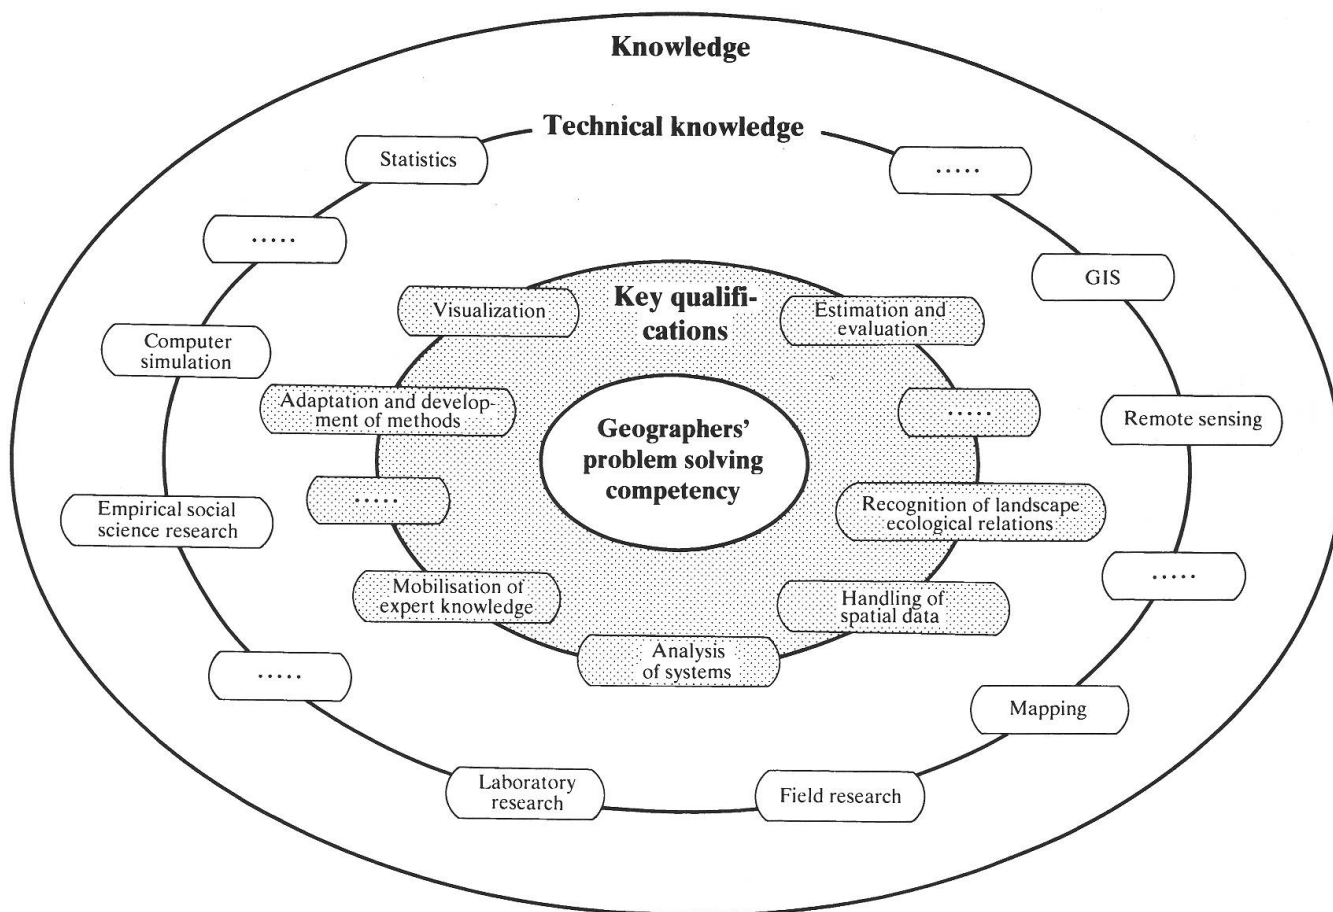 Knowledge
Technical knowledge
Statistics
.....
.....
GIS
Key qualifi-
cations
Visualization
Estimation and
evaluation
Computer
simulation
Adaptation and develop-
ment of methods
.....
Remote sensing
Geographers’
problem solving
competency
.....
Empirical social
science research
Recognition of landscape
ecological relations
.....
Mobilisation of
expert knowledge
Handling of
spatial data
Analysis
of systems
.....
Mapping
Laboratory
research
Field research